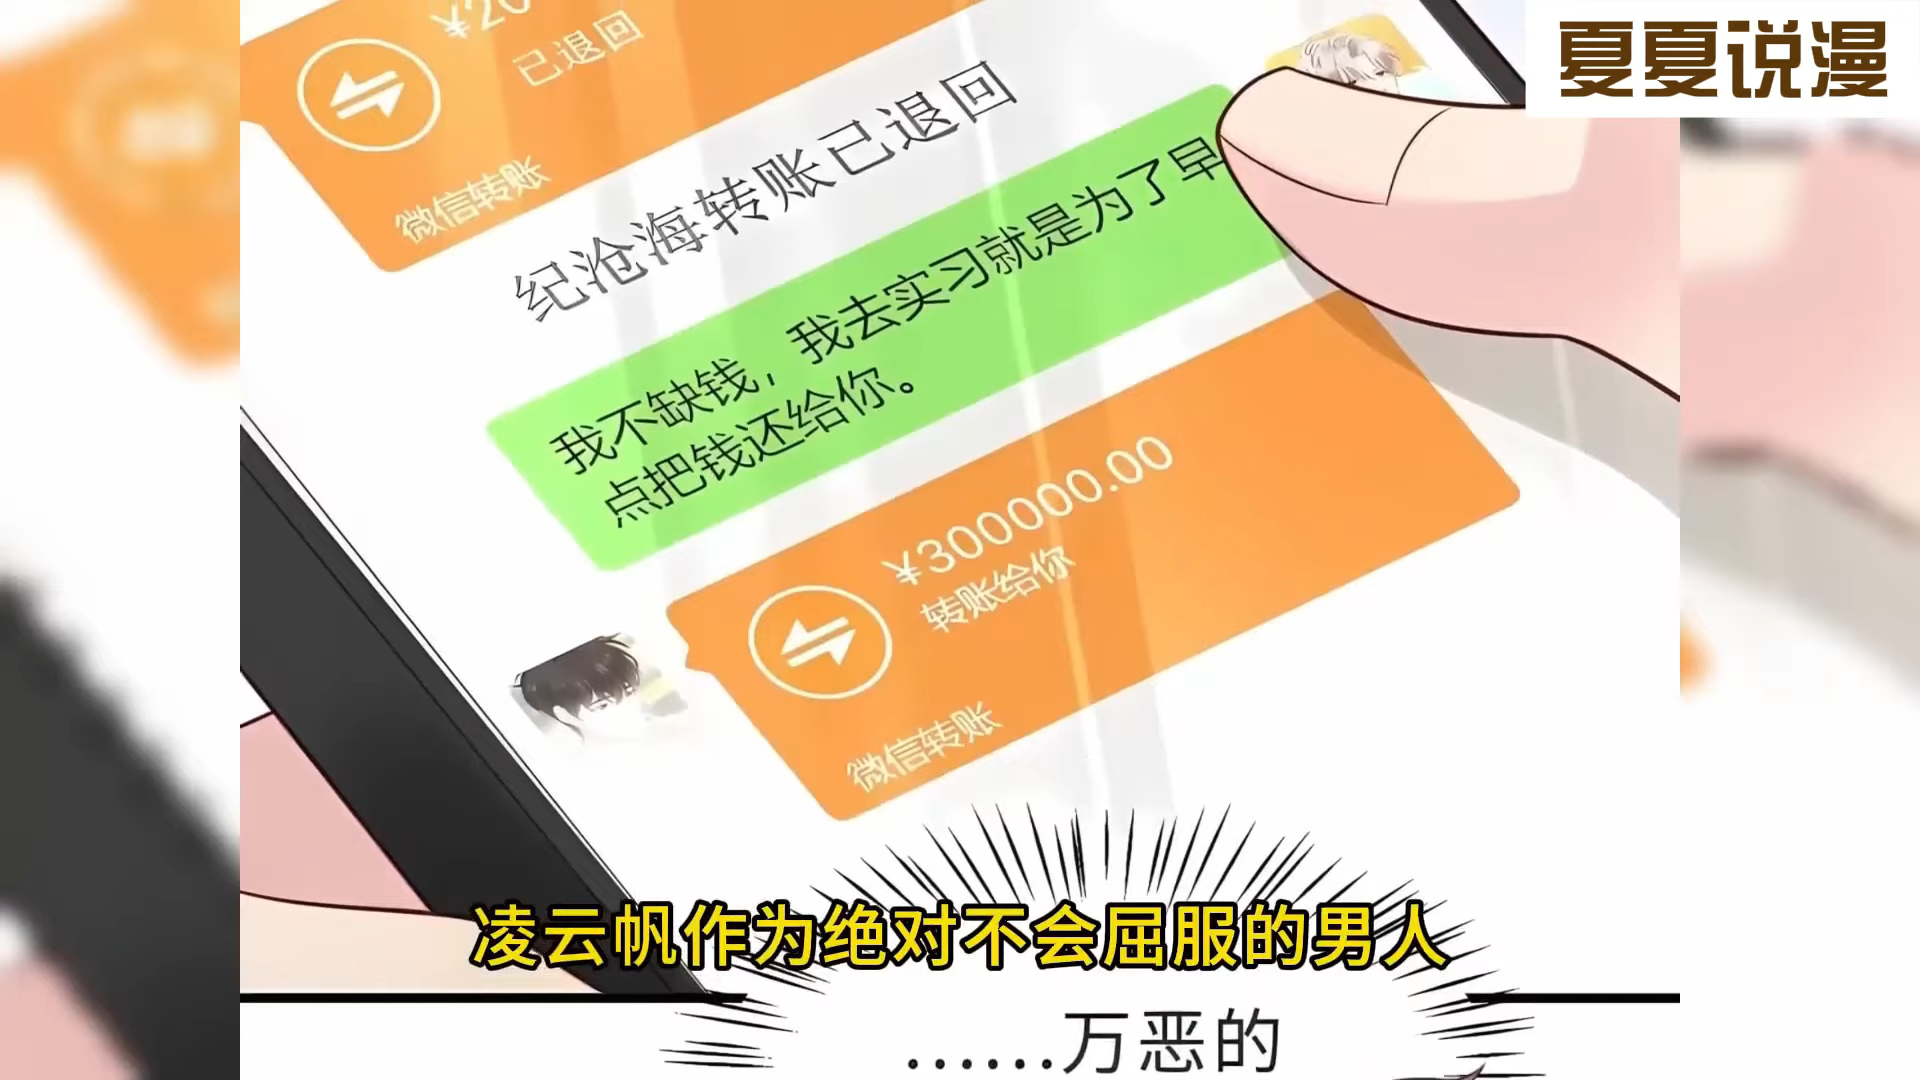 夏夏说漫
¥20
已退回
微信转账
纪沧海转账已退回
我不缺钱，我去实习就是为了早
点把钱还给你。
¥300000.00
转账给你
微信转账
凌云帆作为绝对不会屈服的男人
......万恶的